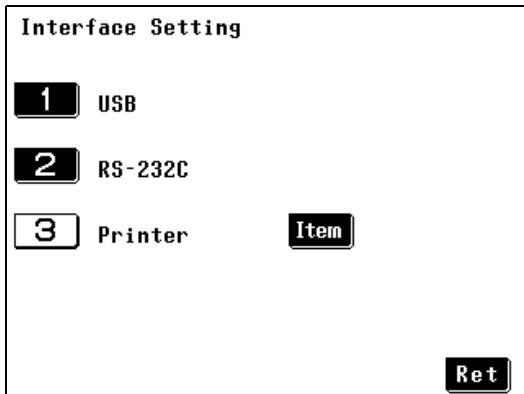 Interface Setting
1 USB
2 RS-232C
3 Printer Item
Ret